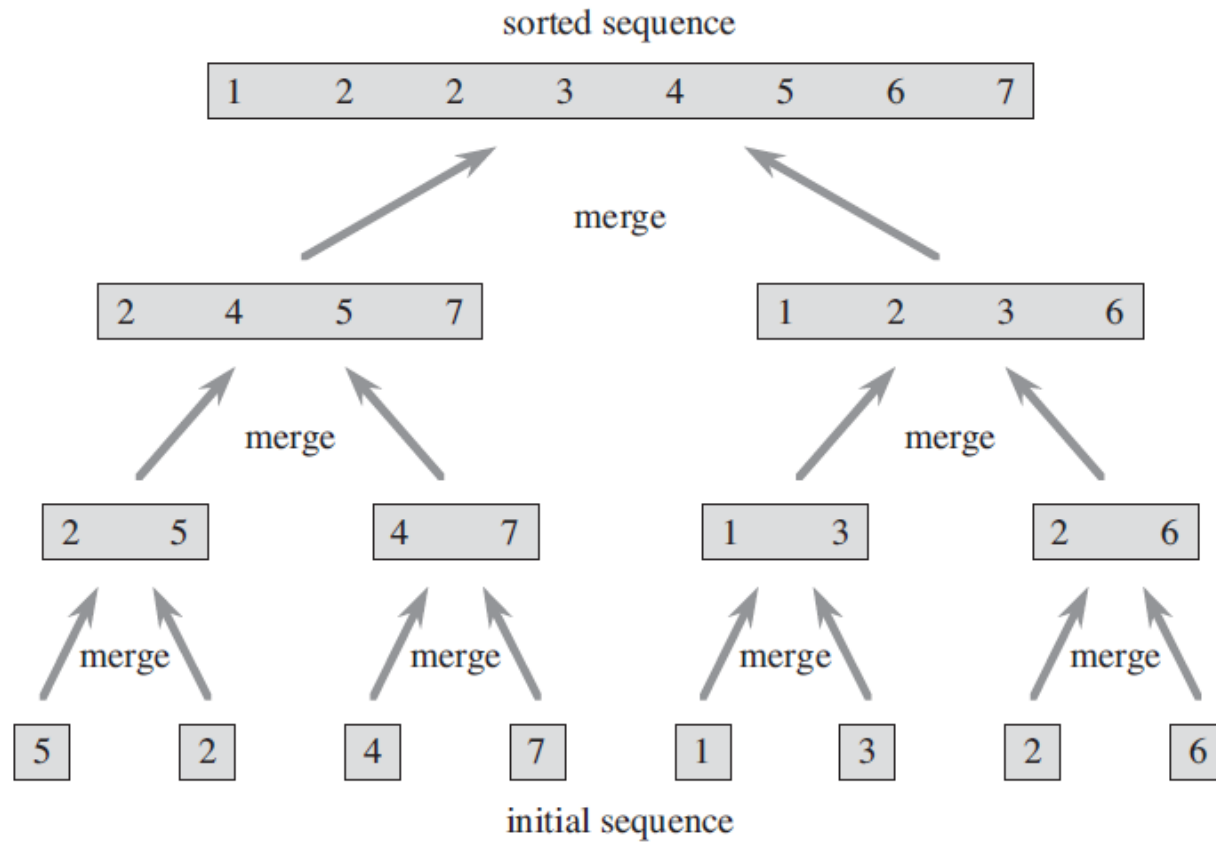 sorted sequence
1 2 2 3 4 5 6 7
merge
2 4 5 7 1 2 3 6
merge merge
2 5 4 7 1 3 2 6
merge merge merge merge
5 2 4 7 1 3 2 6
initial sequence